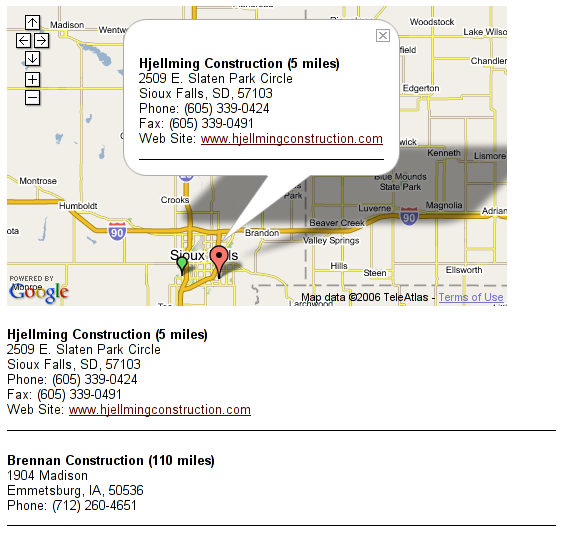 Madison
Wentwo
Woodstock
Lake Wilso
Chandler
Edgerton
Hjellming Construction (5 miles)
2509 E. Slaten Park Circle
Sioux Falls, SD, 57103
Phone: (605) 339-0424
Fax: (605) 339-0491
Web Site: www.hjellmingconstruction.com
Kenneth
Lismore
Montrose
Blue Mounds
State Park
Park
Humboldt
Crooks
Luverne
Magnolia
Adrian
90
90
Beaver Creek
Brandon
Valley Springs
Sioux Falls
Hills
Steen
Ellsworth
POWERED BY
Google
Monroe
Map data ©2006 TeleAtlas - Terms of Use
Hjellming Construction (5 miles)
2509 E. Slaten Park Circle
Sioux Falls, SD, 57103
Phone: (605) 339-0424
Fax: (605) 339-0491
Web Site: www.hjellmingconstruction.com
Brennan Construction (110 miles)
1904 Madison
Emmetsburg, IA, 50536
Phone: (712) 260-4651